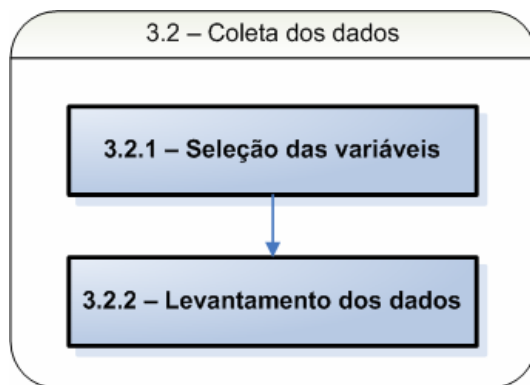 3.2 – Coleta dos dados
3.2.1 – Seleção das variáveis
3.2.2 – Levantamento dos dados